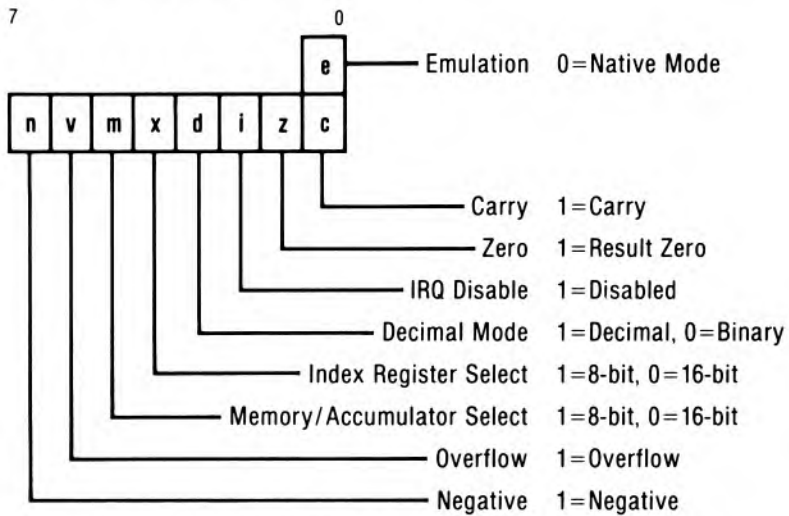 7 0
e Emulation 0=Native Mode
n v m x d i z c
Carry 1=Carry
Zero 1=Result Zero
IRQ Disable 1=Disabled
Decimal Mode 1=Decimal, 0=Binary
Index Register Select 1=8-bit, 0=16-bit
Memory/Accumulator Select 1=8-bit, 0=16-bit
Overflow 1=Overflow
Negative 1=Negative